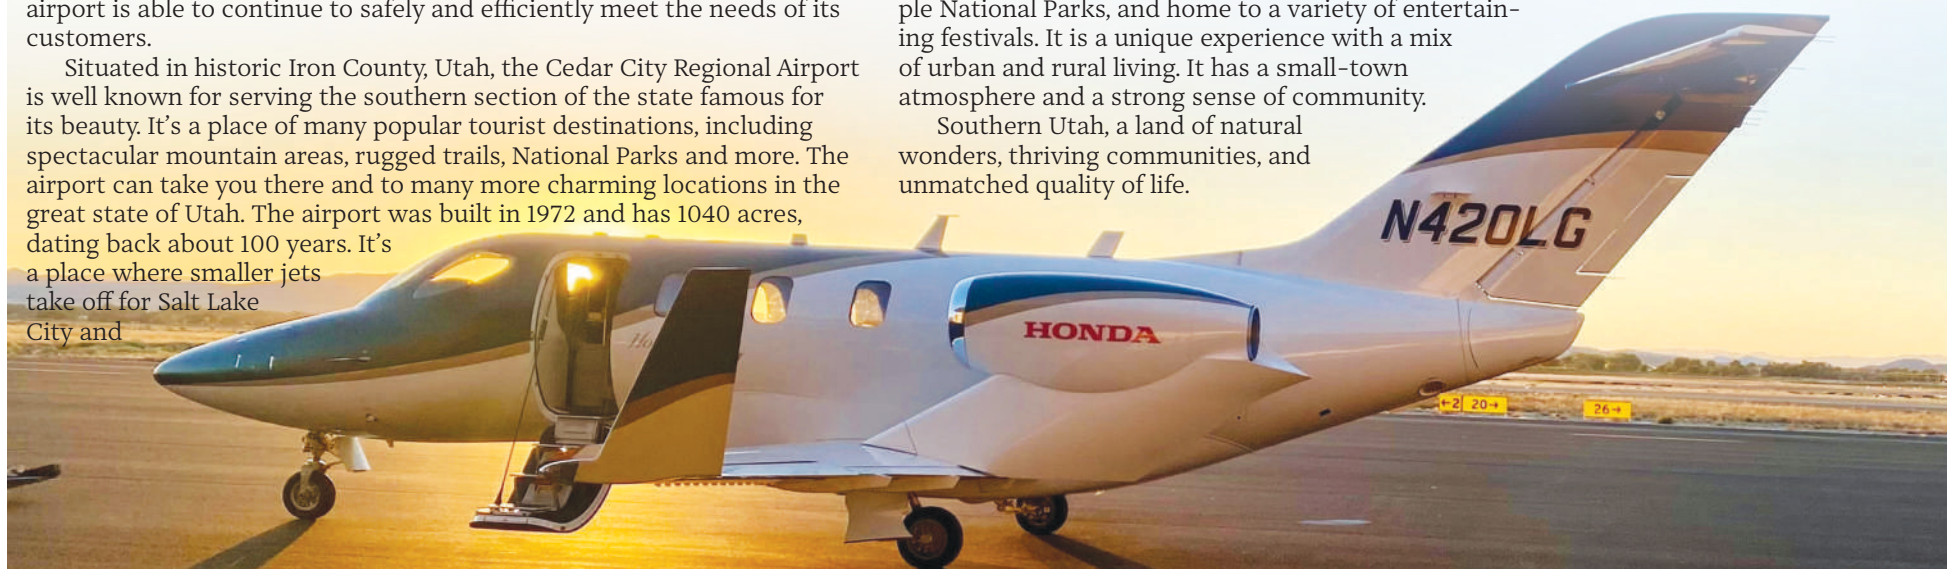 airport is able to continue to safely and efficiently meet the needs of its
customers.
Situated in historic Iron County, Utah, the Cedar City Regional Airport
is well known for serving the southern section of the state famous for
its beauty. It’s a place of many popular tourist destinations, including
spectacular mountain areas, rugged trails, National Parks and more. The
airport can take you there and to many more charming locations in the
great state of Utah. The airport was built in 1972 and has 1040 acres,
dating back about 100 years. It’s
a place where smaller jets
take off for Salt Lake
City and
ple National Parks, and home to a variety of entertain-
ing festivals. It is a unique experience with a mix
of urban and rural living. It has a small-town
atmosphere and a strong sense of community.
Southern Utah, a land of natural
wonders, thriving communities, and
unmatched quality of life.
N420LG
HONDA
←2 20→
26→